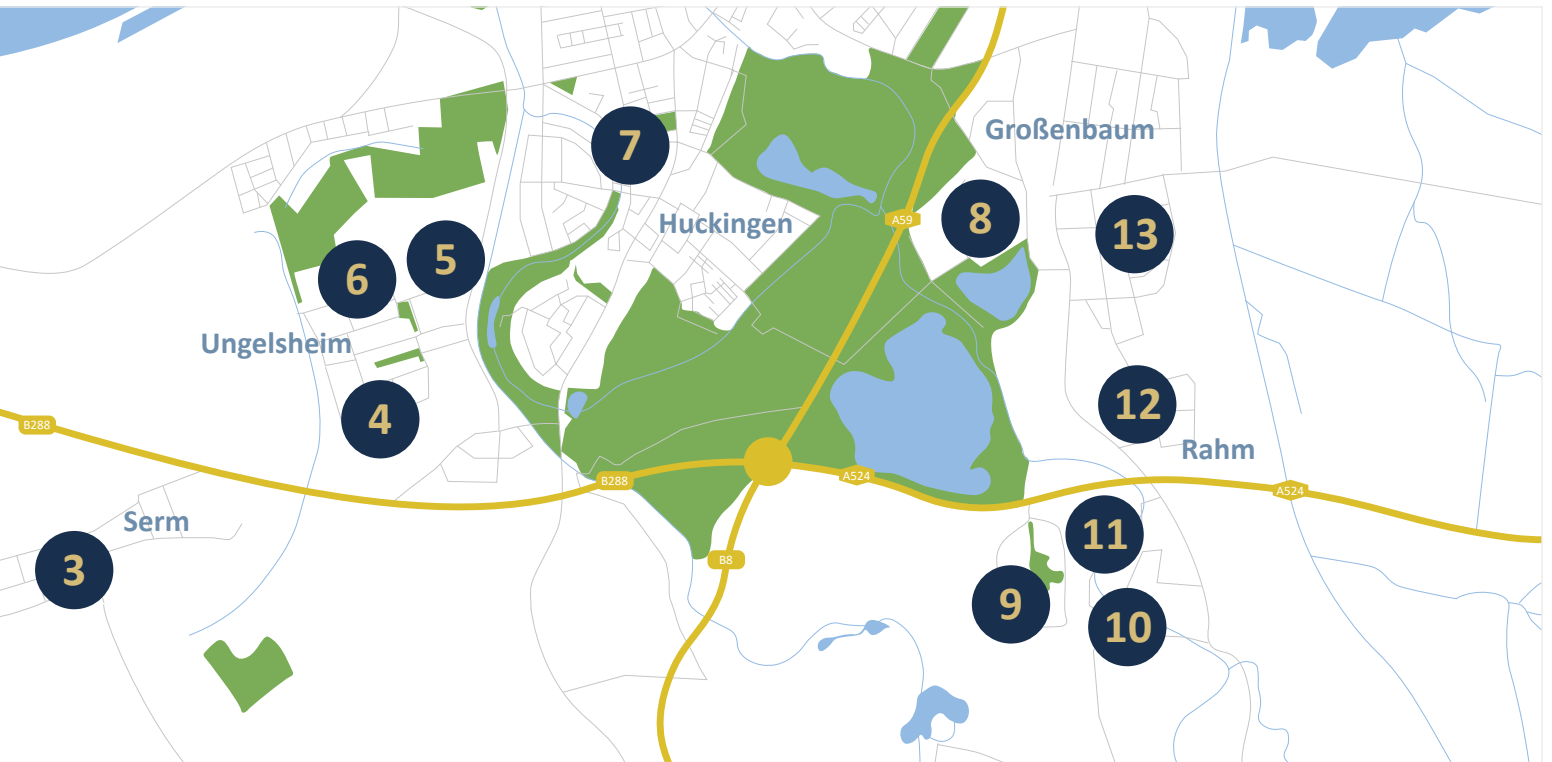 7
Großenbaum
8
13
Huckingen
A59
5
6
Ungelsheim
4
12
B288
Rahm
B288
A524
A524
Serm
11
3
B8
9
10